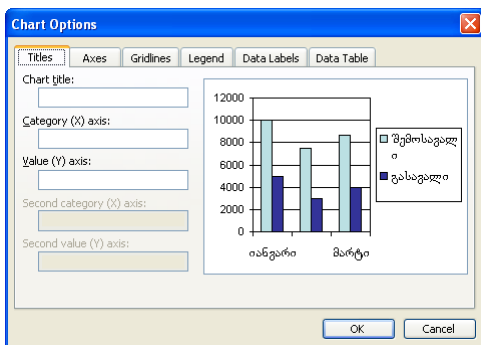 Chart Options
Titles
Axes
Gridlines
Legend
Data Labels
Data Table
Chart title:
Category (X) axis:
Value (Y) axis:
Second category (X) axis:
Second value (Y) axis:
12000
10000
8000
6000
4000
2000
0
იანვარი
მარტი
შემოსავალ
ი
გასავალი
OK
Cancel